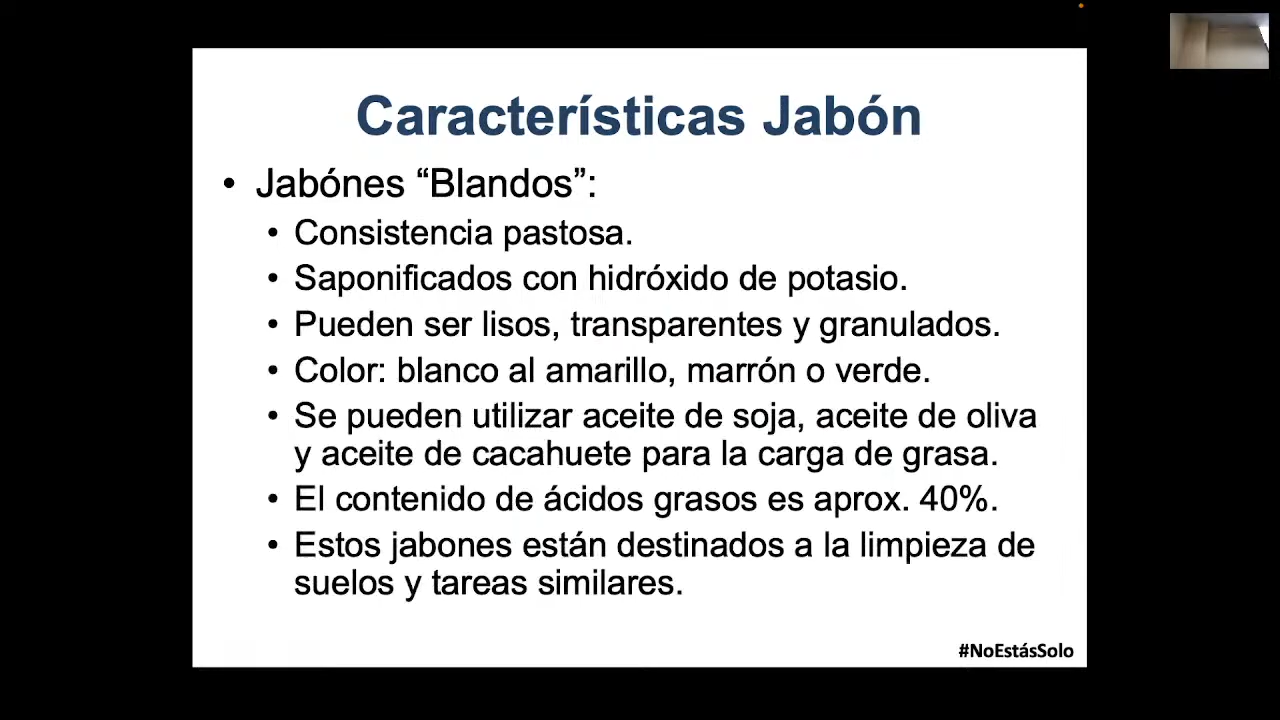 Características Jabón
• Jabónes “Blandos”:
• Consistencia pastosa.
• Saponificados con hidróxido de potasio.
• Pueden ser lisos, transparentes y granulados.
• Color: blanco al amarillo, marrón o verde.
• Se pueden utilizar aceite de soja, aceite de oliva
y aceite de cacahuete para la carga de grasa.
• El contenido de ácidos grasos es aprox. 40%.
• Estos jabones están destinados a la limpieza de
suelos y tareas similares.
#NoEstásSolo